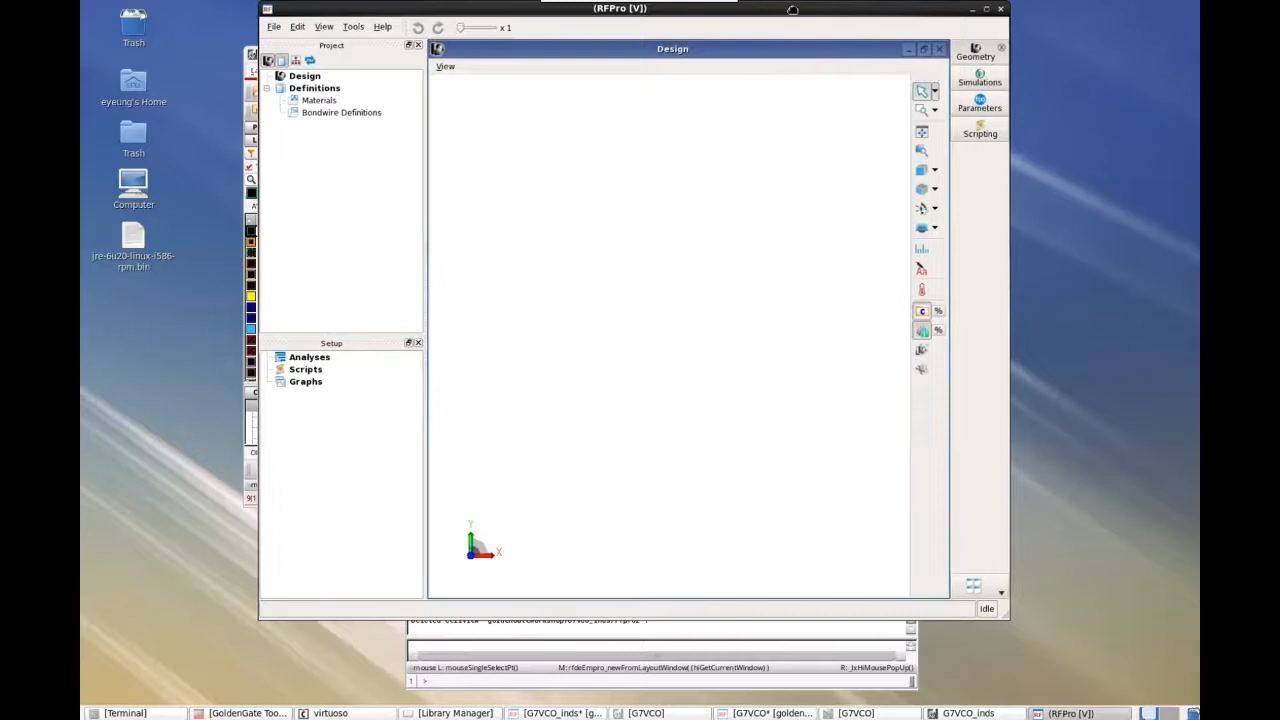 (RFPro [V])
File Edit View Tools Help x 1
Project
Design
Definitions
Materials
Bondwire Definitions
Setup
Analyses
Scripts
Graphs
Design
View
Y
X
Geometry
Simulations
Parameters
Scripting
Idle
Trash
eyeung's Home
Trash
Computer
jre-6u20-linux-i586-
rpm.bin
mouse L: mouseSingleSelectPt() M: rfdeEmpro_newFromLayoutWindow( (hiGetCurrentWindow) ) R: _lxHiMousePopUp()
1 >
[Terminal] [GoldenGate Too... virtuoso [Library Manager] [G7VCO_inds* [g... [G7VCO] [G7VCO* [golden... [G7VCO] G7VCO_inds (RFPro [V])